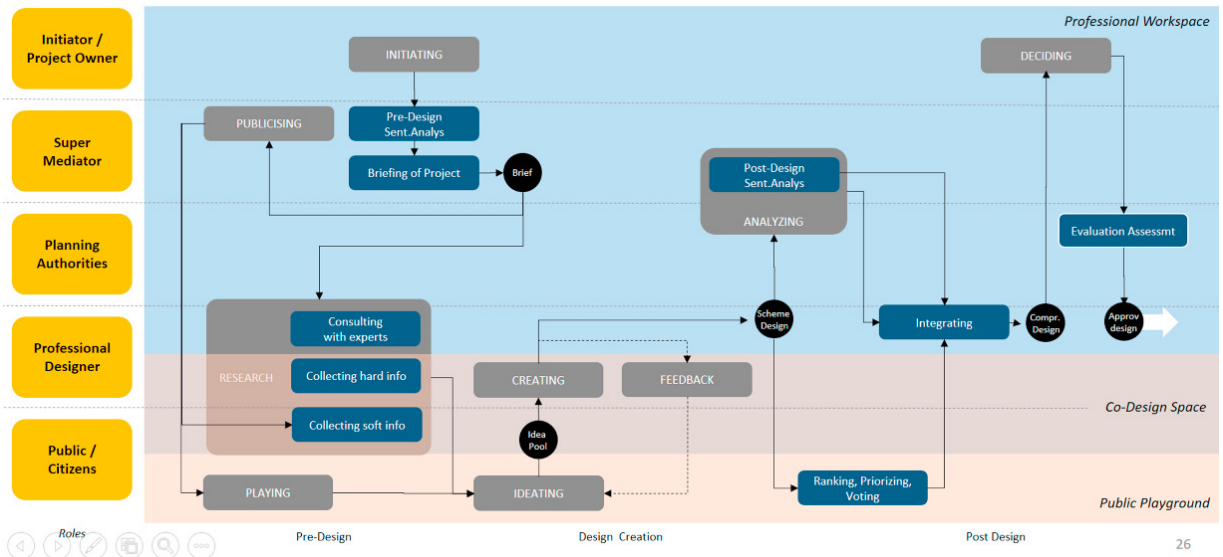 Professional Workspace
Initiator /
Project Owner
INITIATING
DECIDING
Super
Mediator
PUBLICISING
Pre-Design
Sent.Analys
Briefing of Project
Brief
Post-Design
Sent.Analys
ANALYZING
Planning
Authorities
Evaluation Assessmt
Professional
Designer
Consulting
with experts
RESEARCH
Collecting hard info
Collecting soft info
CREATING
FEEDBACK
Scheme
Design
Integrating
Compr.
Design
Approv
design
Co-Design Space
Public /
Citizens
Idea
Pool
PLAYING
IDEATING
Ranking, Priorizing,
Voting
Public Playground
Roles
Pre-Design
Design Creation
Post Design
26